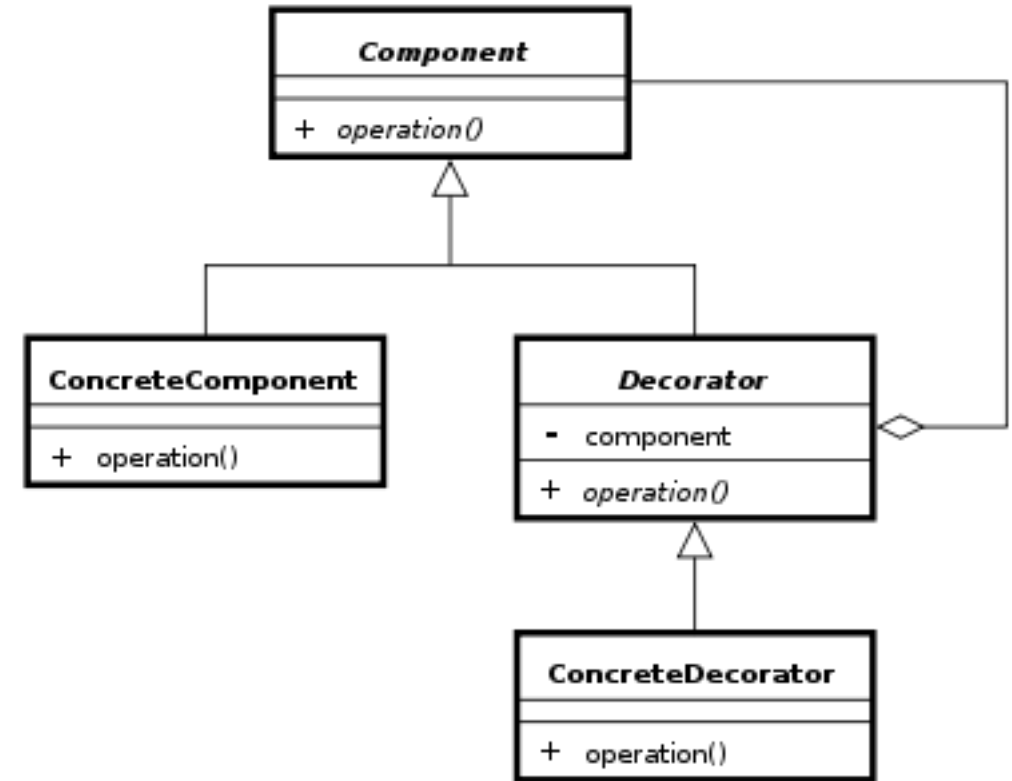 Component
+ operation()
ConcreteComponent
+ operation()
Decorator
- component
+ operation()
ConcreteDecorator
+ operation()